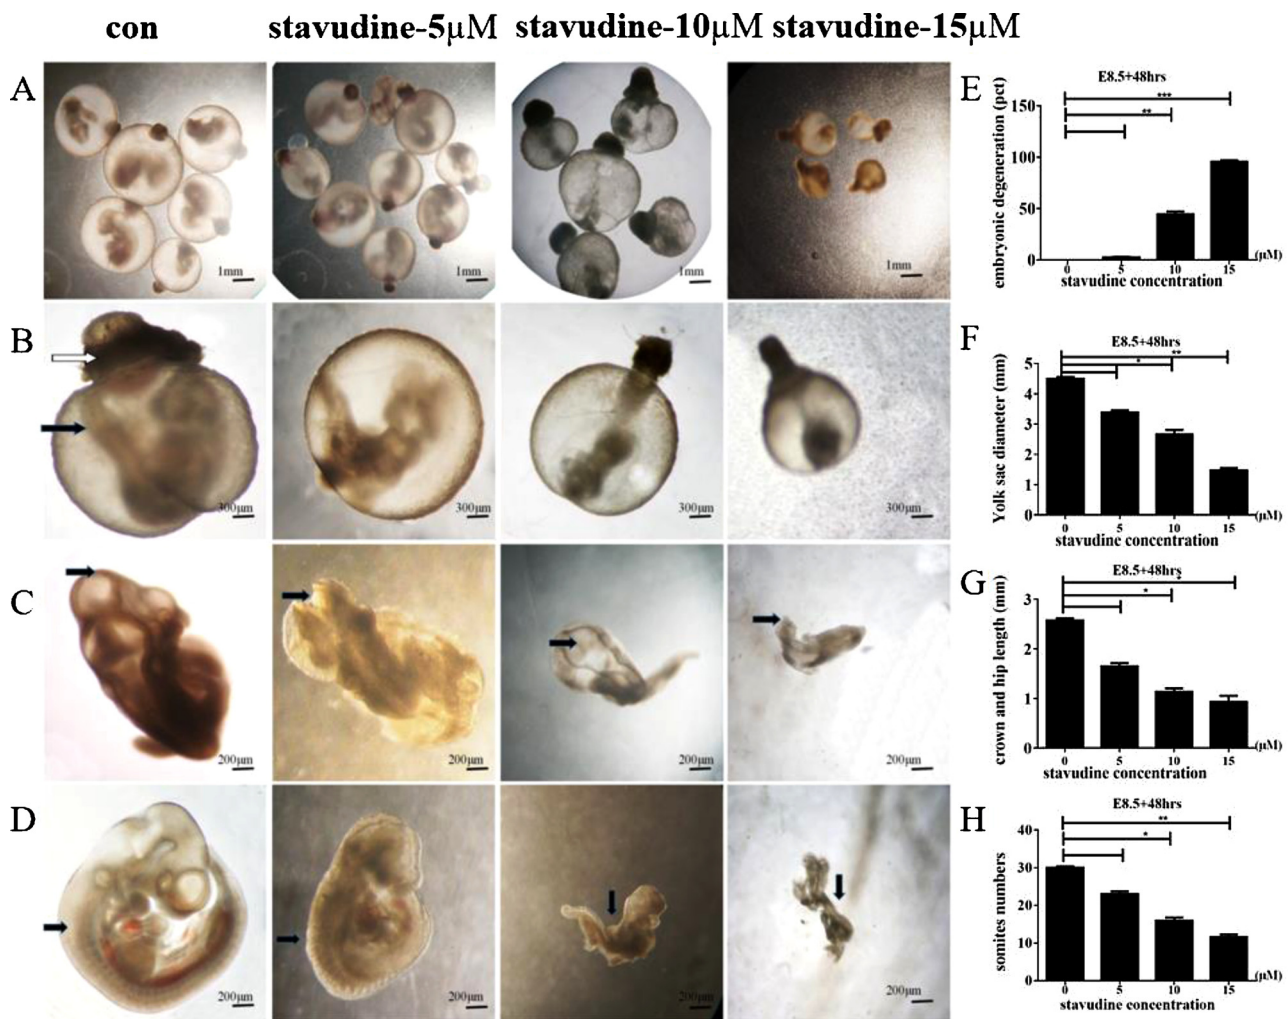 con stavudine-5μM stavudine-10μM stavudine-15μM
A
1mm
1mm
1mm
1mm
B
300μm
300μm
300μm
300μm
C
200μm
200μm
200μm
200μm
D
200μm
200μm
200μm
200μm
E
E8.5+48hrs
***
**
embryonic degeneration (pct)
150
100
50
0
0 5 10 15 (μM)
stavudine concentration
F
E8.5+48hrs
**
*
Yolk sac diameter (mm)
5
4
3
2
1
0
0 5 10 15 (μM)
stavudine concentration
G
E8.5+48hrs
*
*
crown and hip length (mm)
3
2
1
0
0 5 10 15 (μM)
stavudine concentration
H
E8.5+48hrs
**
*
somites numbers
40
30
20
10
0
0 5 10 15 (μM)
stavudine concentration